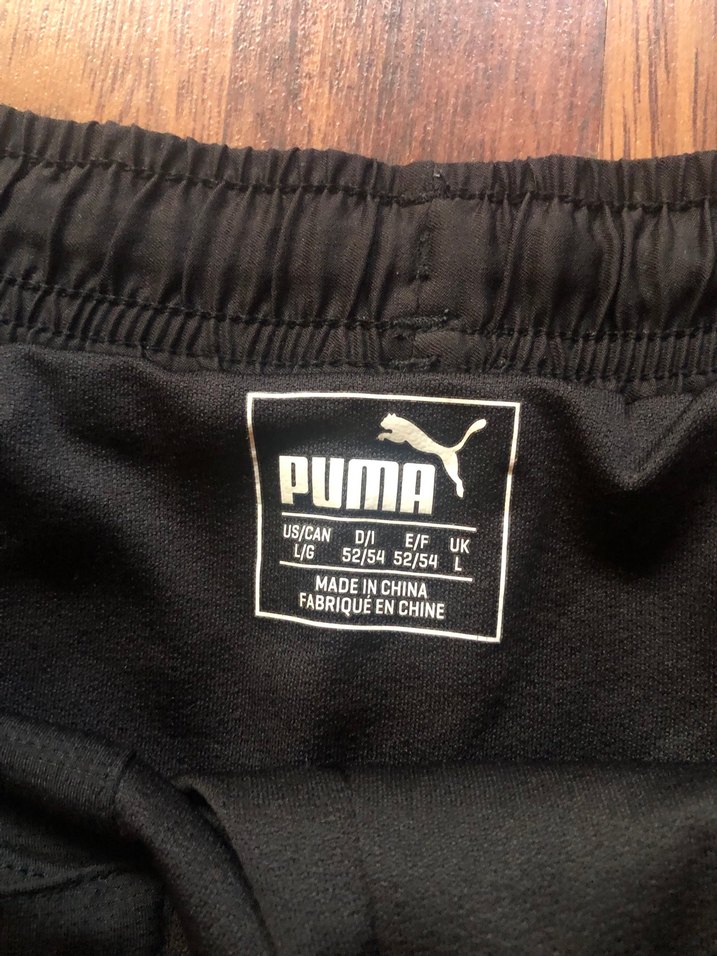 PUMA
US/CAN D/I E/F UK
L/G 52/54 52/54 L
MADE IN CHINA
FABRIQUÉ EN CHINE